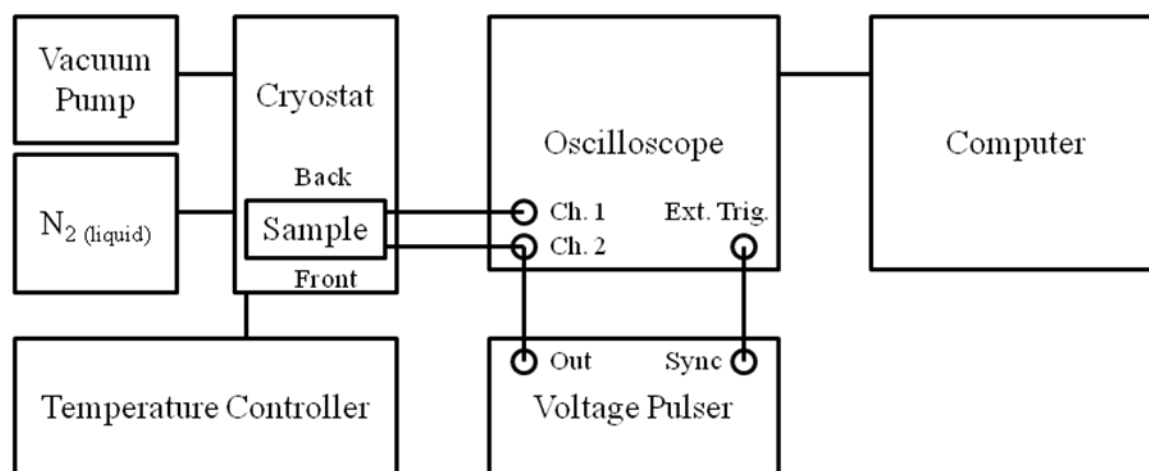 Vacuum
Pump
Cryostat
Oscilloscope
Computer
N₂ (liquid)
Back
Sample
Front
Ch. 1
Ext. Trig.
Ch. 2
Out
Sync
Temperature Controller
Voltage Pulser